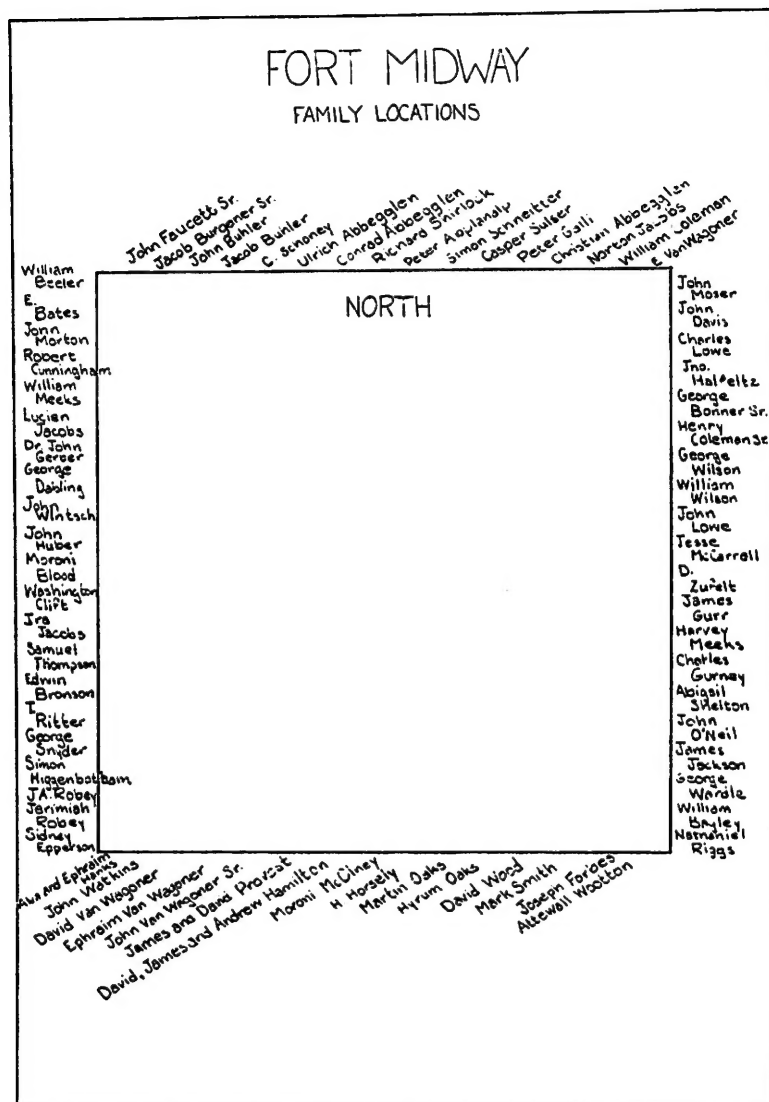 FORT MIDWAY
FAMILY LOCATIONS
John Faucett Sr.
Jacob Burgener Sr.
John Buhler
Jacob Buhler
C. Schoney
Ulrich Abbegglen
Conrad Abbegglen
Richard Shirlock
Peter Abplanalp
Simon Schneitler
Casper Sulser
Peter Galli
Christian Abbegglen
Norton Jacobs
William Coleman
E VanWagoner
NORTH
William
Beeler
E.
Bates
John
Morton
Robert
Cunningham
William
Meeks
Lucien
Jacobs
Dr. John
Gerber
George
Dabling
John
Wintsch
John
Huber
Moroni
Blood
Washington
Clift
Ira
Jacobs
Samuel
Thompson
Edwin
Bronson
T.
Ritter
George
Snyder
Simon
Higgenbotham
J.A. Robey
Jarimiah
Robey
Sidney
Epperson
John
Moser
John
Davis
Charles
Lowe
Jno.
George
Bonner Sr.
Henry
Coleman Sr
George
Wilson
William
Wilson
John
Lowe
Jesse
McCarroll
D.
Zufelt
James
Gurr
Harvey
Meeks
Charles
Gurney
Abigail
Shelton
John
O'Neil
James
Jackson
George
Wardle
William
Bayley
Nathaniel
Riggs
Alva and Ephraim
Hanks
John Watkins
David Van Wagoner
Ephraim Van Wagoner
John Van Wagoner Sr.
James and David Provost
David, James and Andrew Hamilton
Moroni McOlney
H Horsely
Martin Oaks
Hyrum Oaks
David Wood
Mark Smith
Joseph Forbes
Attewall Wootton